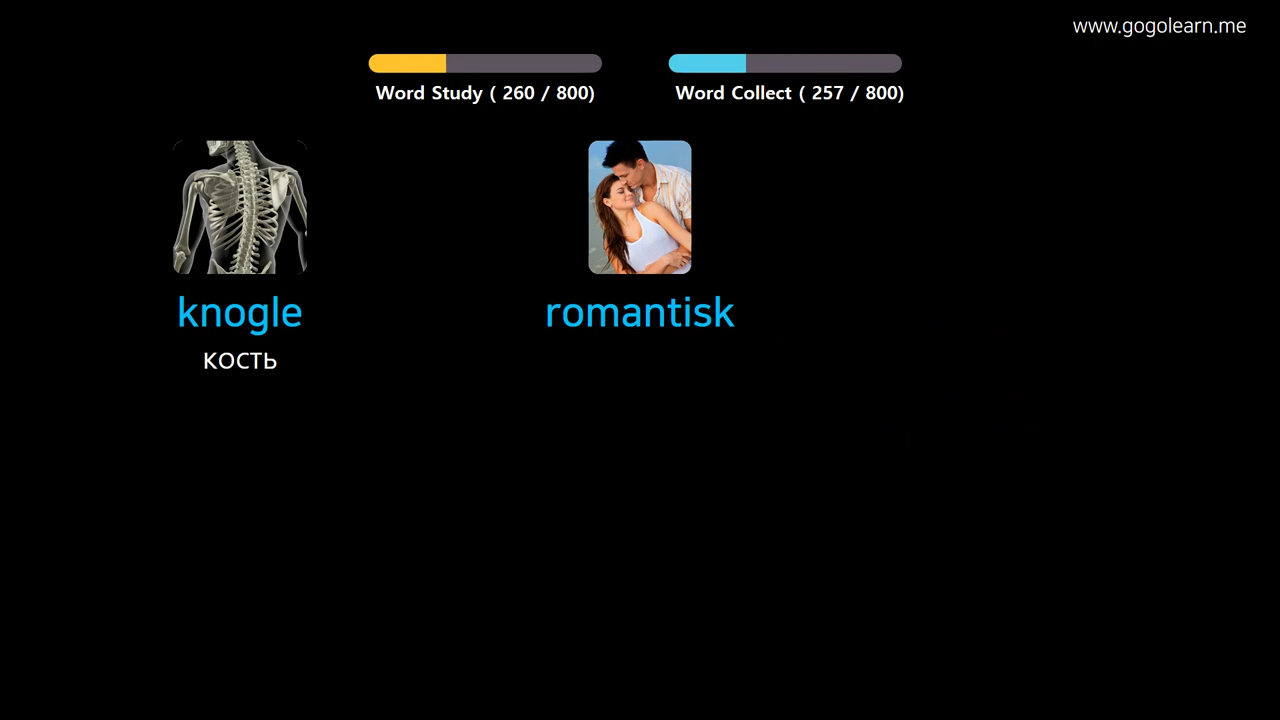 www.gogolearn.me
Word Study ( 260 / 800)
Word Collect ( 257 / 800)
knogle
romantisk
кость